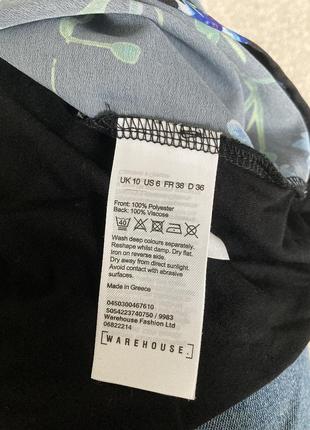 UK 10 US 6 FR 38 D 36
Front: 100% Polyester
Back: 100% Viscose
40
Wash deep colours separately.
Reshape whilst damp. Dry flat.
Iron on reverse side.
Dry away from direct sunlight.
Avoid contact with abrasive
surfaces.
Made in Greece
0450300467610
5054223740750 / 9983
Warehouse Fashion Ltd
06822214
WAREHOUSE.